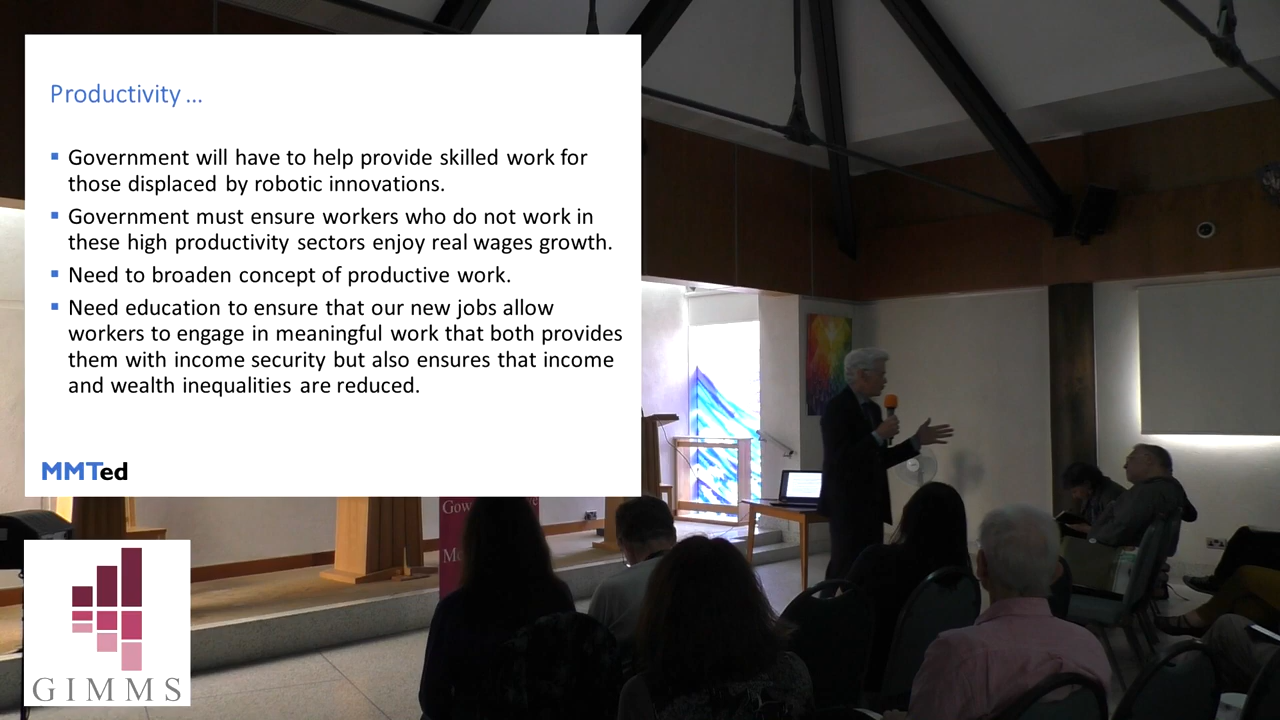 Productivity ...
▪ Government will have to help provide skilled work for
those displaced by robotic innovations.
▪ Government must ensure workers who do not work in
these high productivity sectors enjoy real wages growth.
▪ Need to broaden concept of productive work.
▪ Need education to ensure that our new jobs allow
workers to engage in meaningful work that both provides
them with income security but also ensures that income
and wealth inequalities are reduced.
MMTed
GIMMS